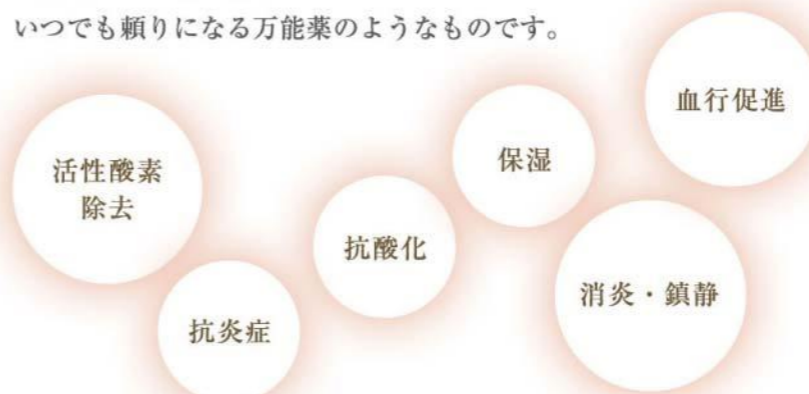 いつでも頼りになる万能薬のようなものです。
血行促進
保湿
活性酸素
除去
抗酸化
消炎・鎮静
抗炎症